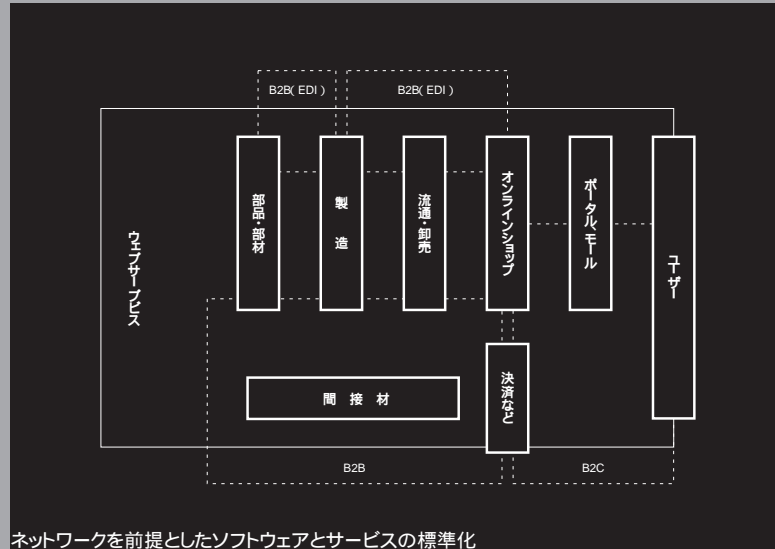 B2B( EDI )
B2B( EDI )
ウェブサーブビス
部品・部材
製 造
流通・卸売
オンラインショップ
ポータル、モール
ユーザー
間 接 材
決済など
B2B
B2C
ネットワークを前提としたソフトウェアとサービスの標準化